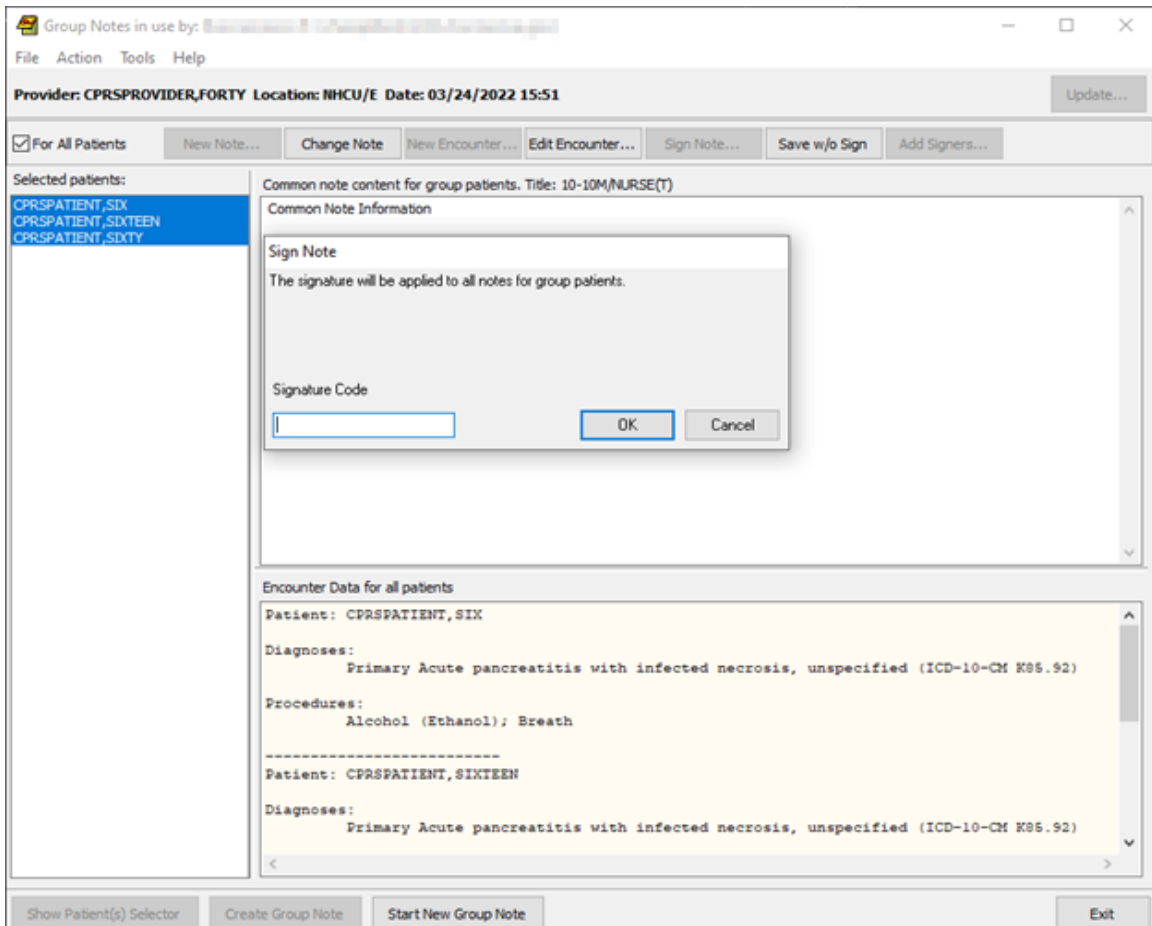 Group Notes in use by:
File Action Tools Help
Provider: CPRSPROVIDER,FORTY Location: NHCU/E Date: 03/24/2022 15:51
Update...
For All Patients
New Note...
Change Note
New Encounter...
Edit Encounter...
Sign Note...
Save w/o Sign
Add Signers...
Selected patients:
CPRSPATIENT,SIX
CPRSPATIENT,SIXTEEN
CPRSPATIENT,SIXTY
Common note content for group patients. Title: 10-10M/NURSE(T)
Common Note Information
Sign Note
The signature will be applied to all notes for group patients.
Signature Code
OK
Cancel
Encounter Data for all patients
Patient: CPRSPATIENT,SIX
Diagnoses:
Primary Acute pancreatitis with infected necrosis, unspecified (ICD-10-CM K85.92)
Procedures:
Alcohol (Ethanol); Breath
---------------------------
Patient: CPRSPATIENT,SIXTEEN
Diagnoses:
Primary Acute pancreatitis with infected necrosis, unspecified (ICD-10-CM K85.92)
Show Patient(s) Selector
Create Group Note
Start New Group Note
Exit